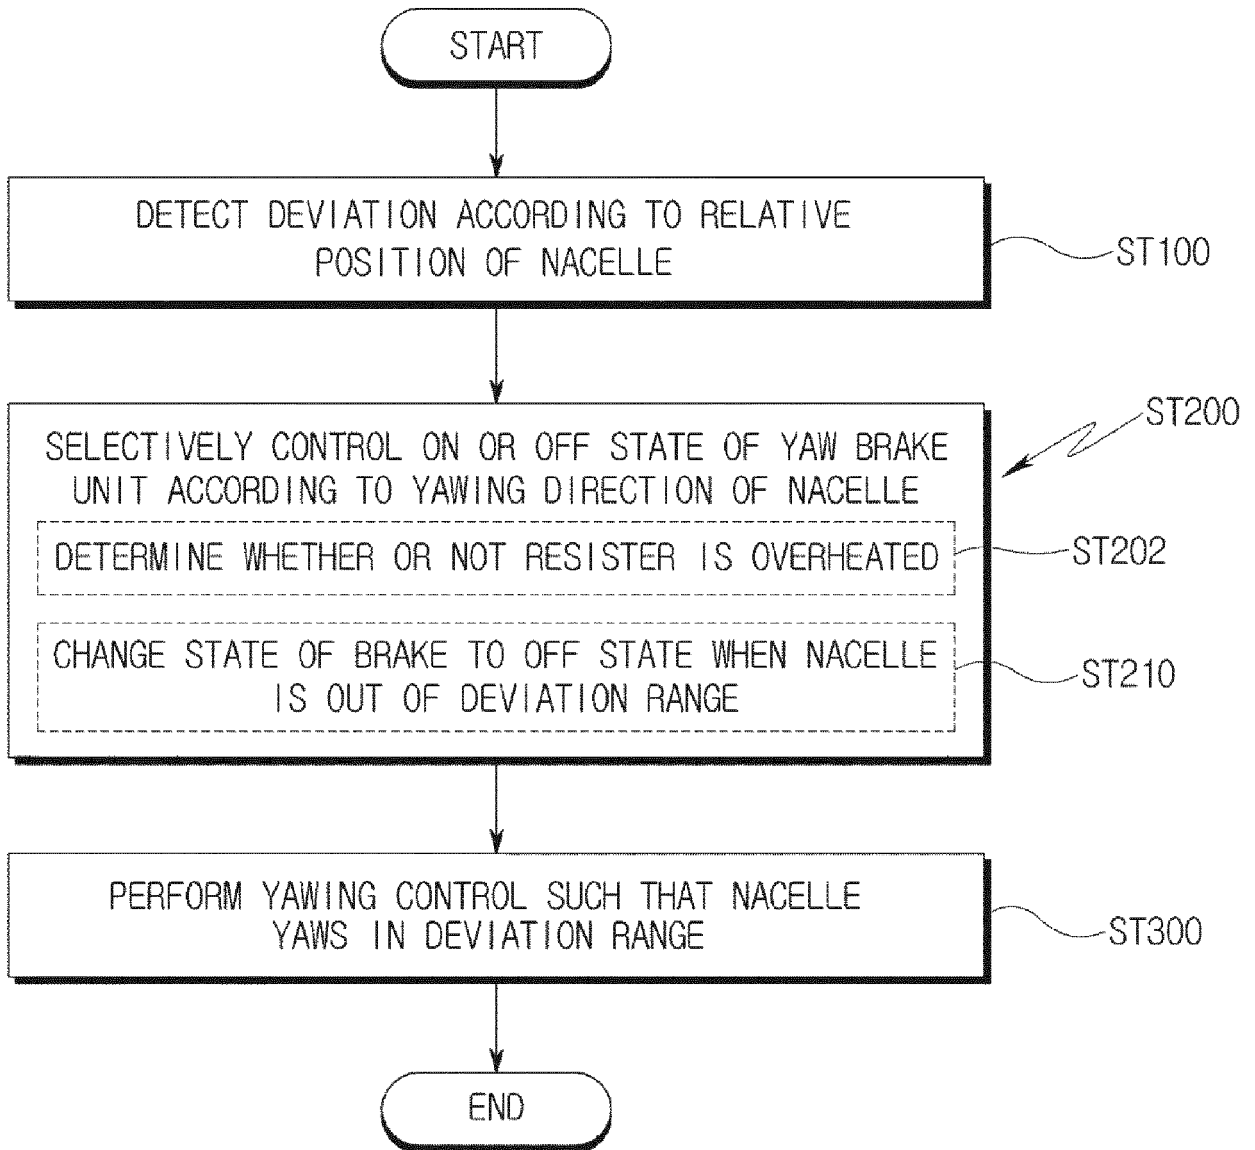 START
DETECT DEVIATION ACCORDING TO RELATIVE
POSITION OF NACELLE
ST100
SELECTIVELY CONTROL ON OR OFF STATE OF YAW BRAKE
UNIT ACCORDING TO YAWING DIRECTION OF NACELLE
ST200
DETERMINE WHETHER OR NOT RESISTER IS OVERHEATED
ST202
CHANGE STATE OF BRAKE TO OFF STATE WHEN NACELLE
IS OUT OF DEVIATION RANGE
ST210
PERFORM YAWING CONTROL SUCH THAT NACELLE
YAWS IN DEVIATION RANGE
ST300
END